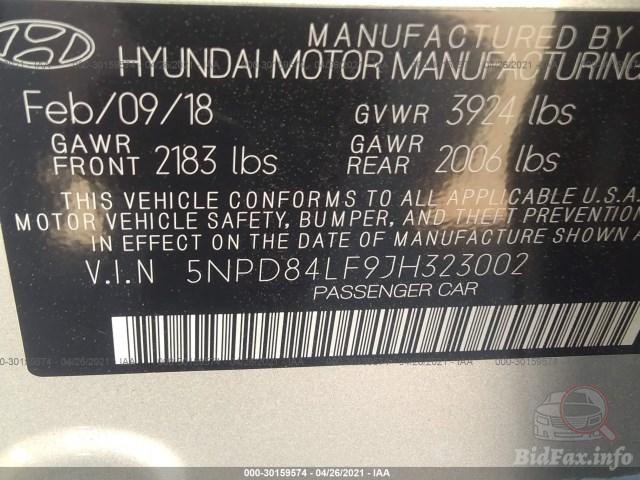 MANUFACTURED BY
HYUNDAI MOTOR MANUFACTURING
Feb/09/18 GVWR 3924 lbs
GAWR FRONT 2183 lbs GAWR REAR 2006 lbs
THIS VEHICLE CONFORMS TO ALL APPLICABLE U.S.A.
MOTOR VEHICLE SAFETY, BUMPER, AND THEFT PREVENTION
IN EFFECT ON THE DATE OF MANUFACTURE SHOWN A
V.I.N 5NPD84LF9JH323002
PASSENGER CAR
000-30159574 - 04/26/2021 - IAA
BidFax.info